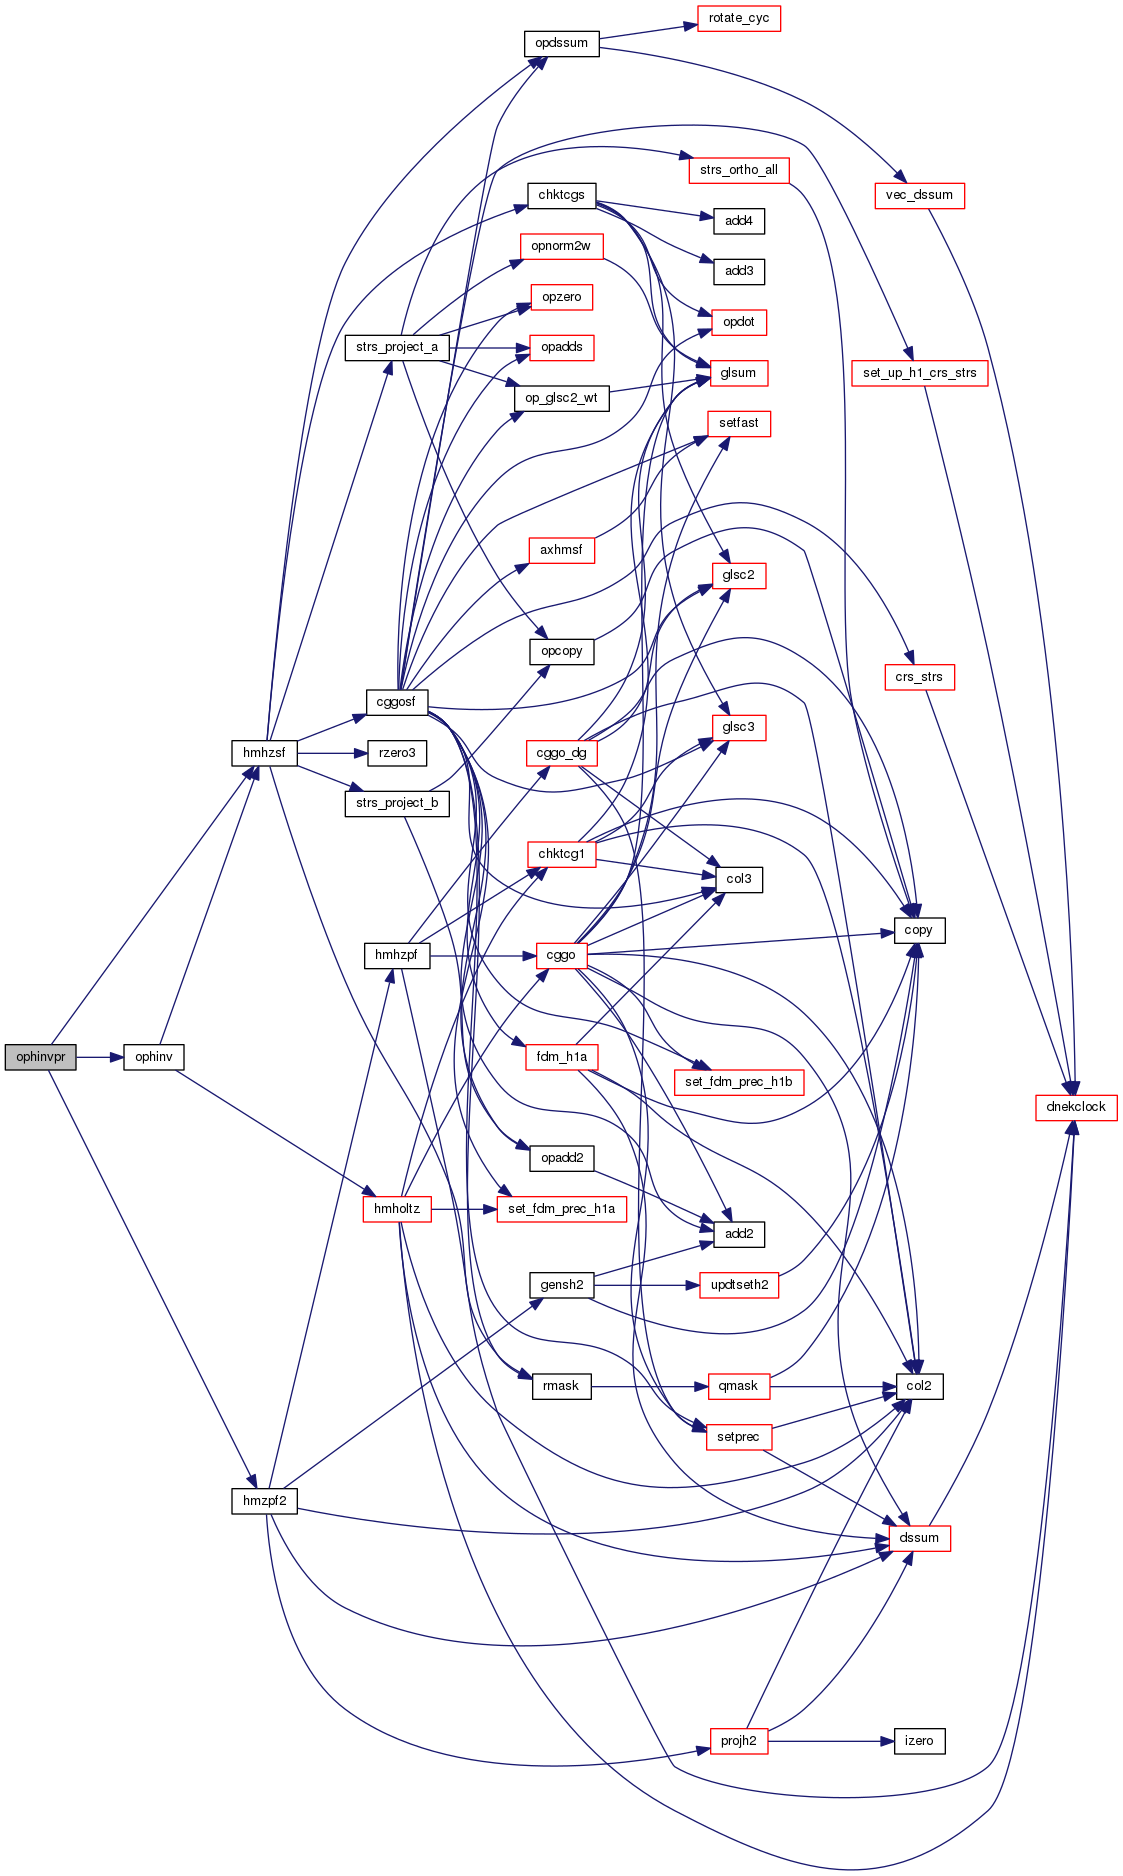 rotate_cyc
opdssum
strs_ortho_all
vec_dssum
chktcgs
add4
opnorm2w
add3
opzero
opdot
strs_project_a
opadds
glsum
set_up_h1_crs_strs
op_glsc2_wt
setfast
axhmsf
glsc2
opcopy
crs_strs
cggosf
glsc3
hmhzsf
rzero3
cggo_dg
strs_project_b
chktcg1
col3
copy
hmhzpf
cggo
ophinvpr
ophinv
fdm_h1a
set_fdm_prec_h1b
dnekclock
opadd2
hmholtz
set_fdm_prec_h1a
add2
gensh2
updtseth2
rmask
qmask
col2
setprec
hmzpf2
dssum
projh2
izero